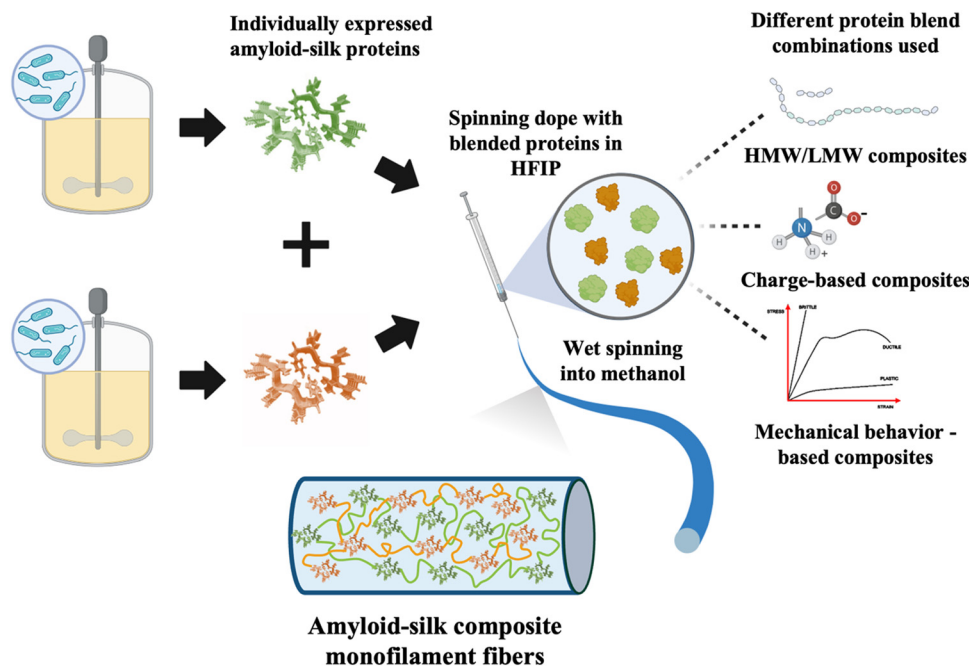 Individually expressed
amyloid-silk proteins
Different protein blend
combinations used
Spinning dope with
blended proteins in
HFIP
HMW/LMW composites
O
C
O
-
N
H
H
H
+
Charge-based composites
STRESS
BRITTLE
DUCTILE
PLASTIC
STRAIN
Wet spinning
into methanol
Mechanical behavior -
based composites
Amyloid-silk composite
monofilament fibers